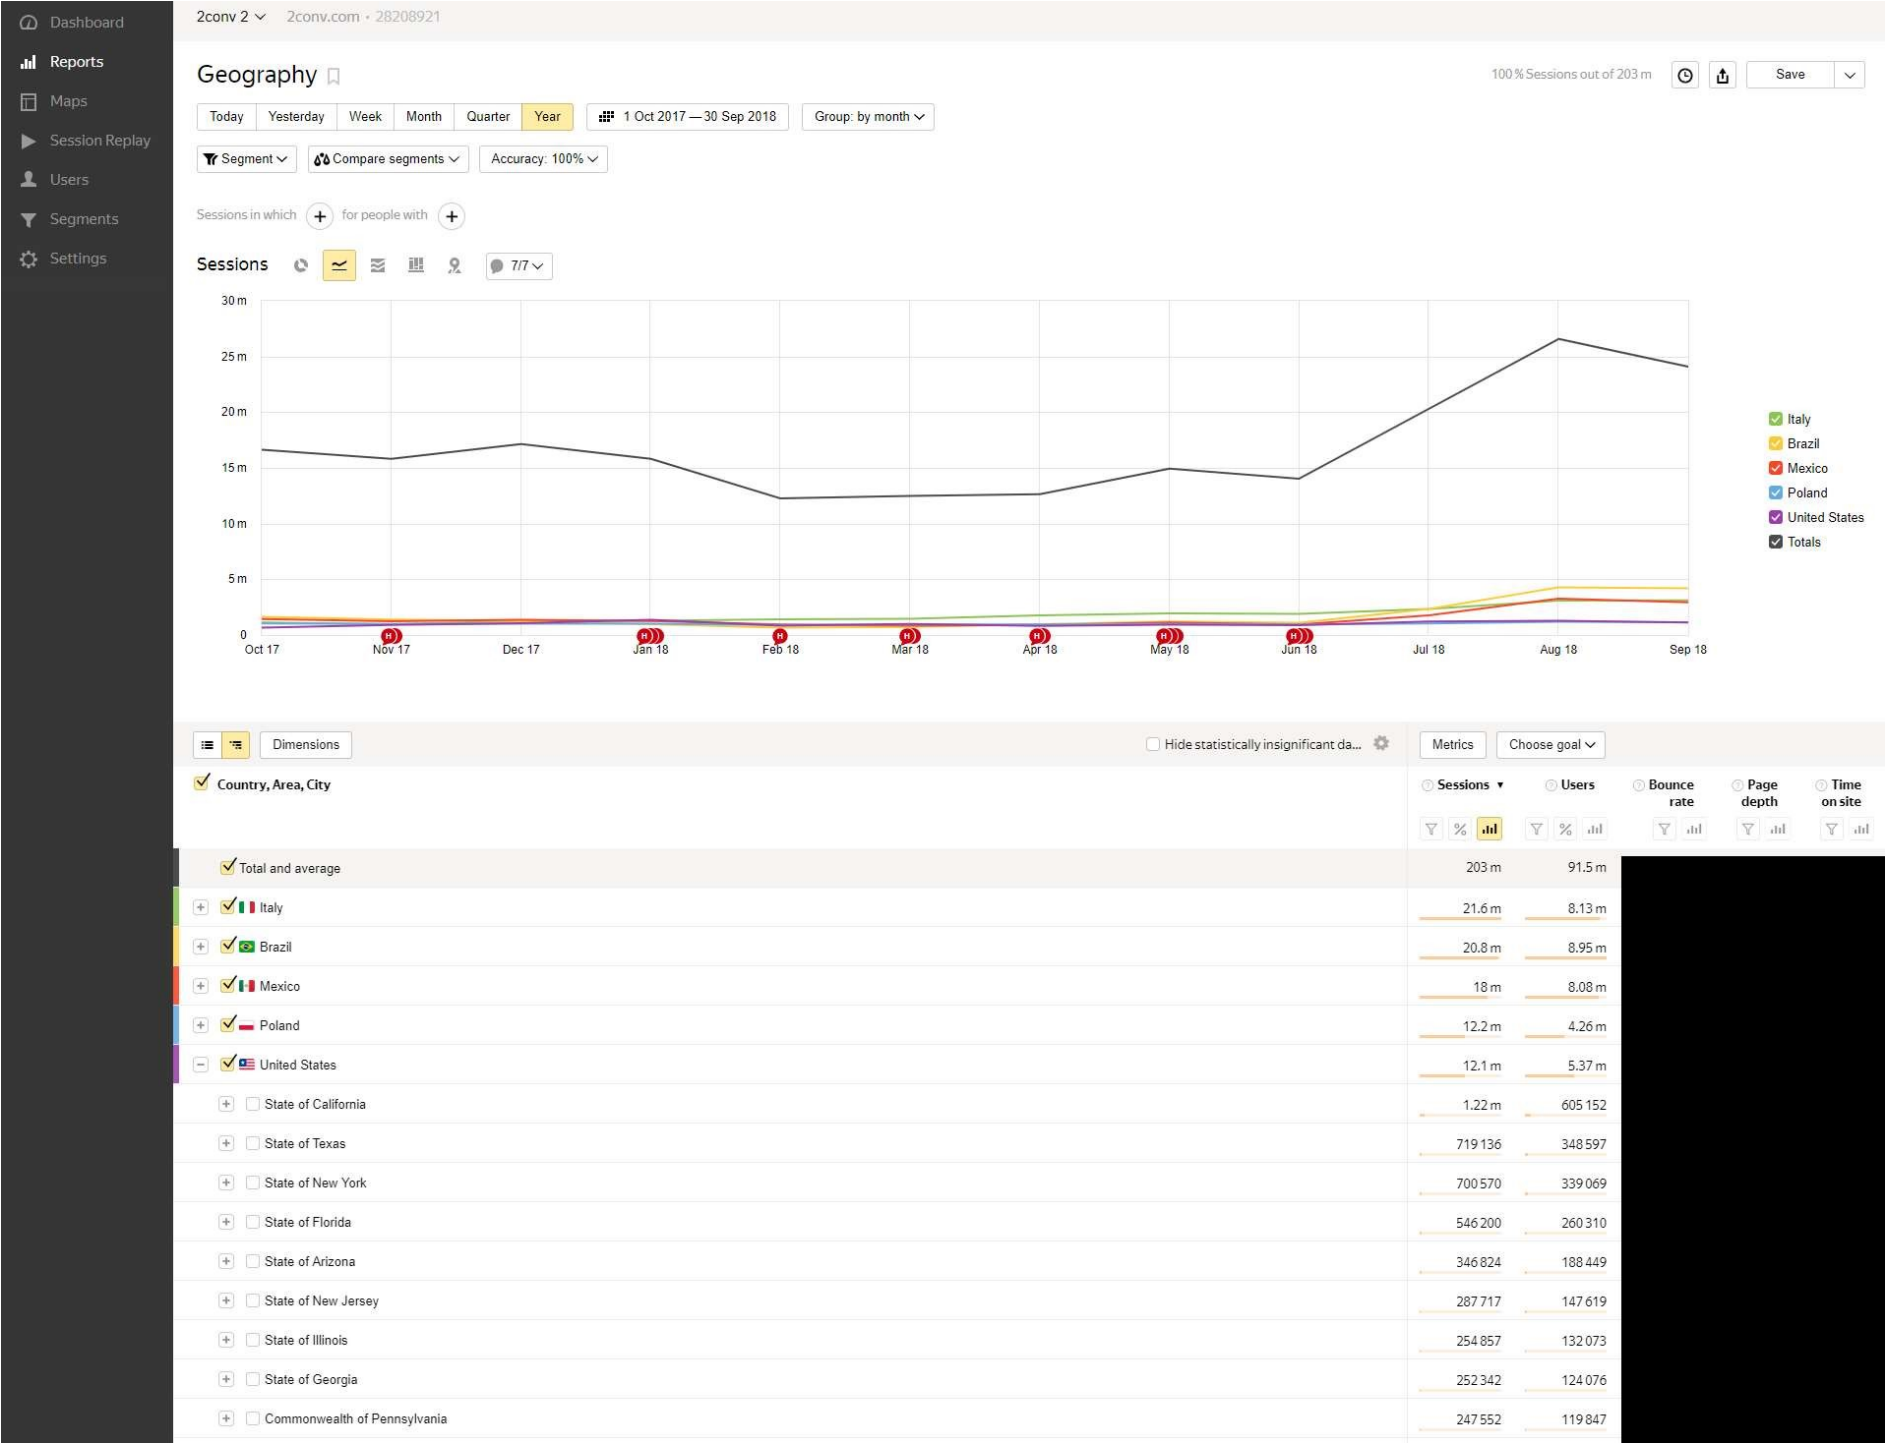 Dashboard
Reports
Maps
Session Replay
Users
Segments
Settings
2conv 2 2conv.com • 28208921
Geography
100 % Sessions out of 203 m
Save
Today Yesterday Week Month Quarter Year 1 Oct 2017 — 30 Sep 2018 Group: by month
Segment Compare segments Accuracy: 100%
Sessions in which + for people with +
Sessions 7/7
30 m
25 m
20 m
15 m
10 m
5 m
0
H H H H H H H
Oct 17 Nov 17 Dec 17 Jan 18 Feb 18 Mar 18 Apr 18 May 18 Jun 18 Jul 18 Aug 18 Sep 18
Italy
Brazil
Mexico
Poland
United States
Totals
Dimensions Hide statistically insignificant da... Metrics Choose goal
Country, Area, City Sessions ▼ Users Bounce rate Page depth Time on site
% %
Total and average 203 m 91.5 m
Italy 21.6 m 8.13 m
Brazil 20.8 m 8.95 m
Mexico 18 m 8.08 m
Poland 12.2 m 4.26 m
United States 12.1 m 5.37 m
State of California 1.22 m 605 152
State of Texas 719 136 348 597
State of New York 700 570 339 069
State of Florida 546 200 260 310
State of Arizona 346 824 188 449
State of New Jersey 287 717 147 619
State of Illinois 254 857 132 073
State of Georgia 252 342 124 076
Commonwealth of Pennsylvania 247 552 119 847